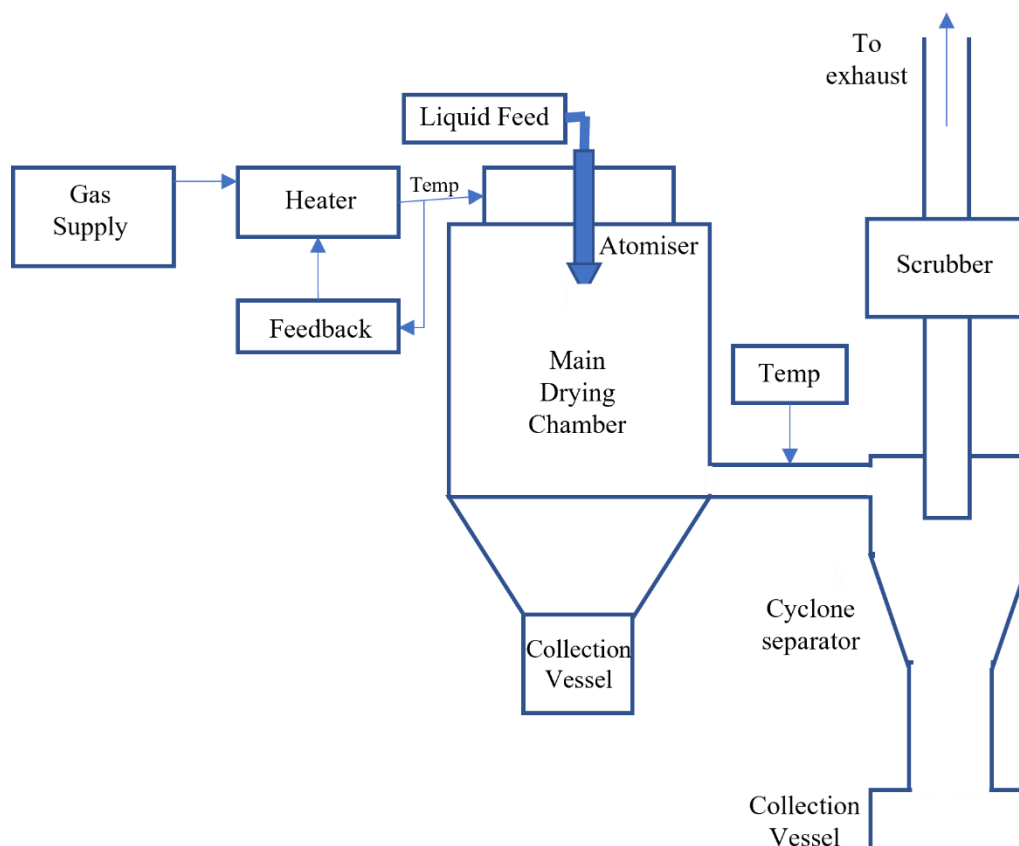 To
exhaust
Liquid Feed
Gas
Supply
Heater
Temp
Atomiser
Scrubber
Feedback
Main
Drying
Chamber
Temp
Cyclone
separator
Collection
Vessel
Collection
Vessel